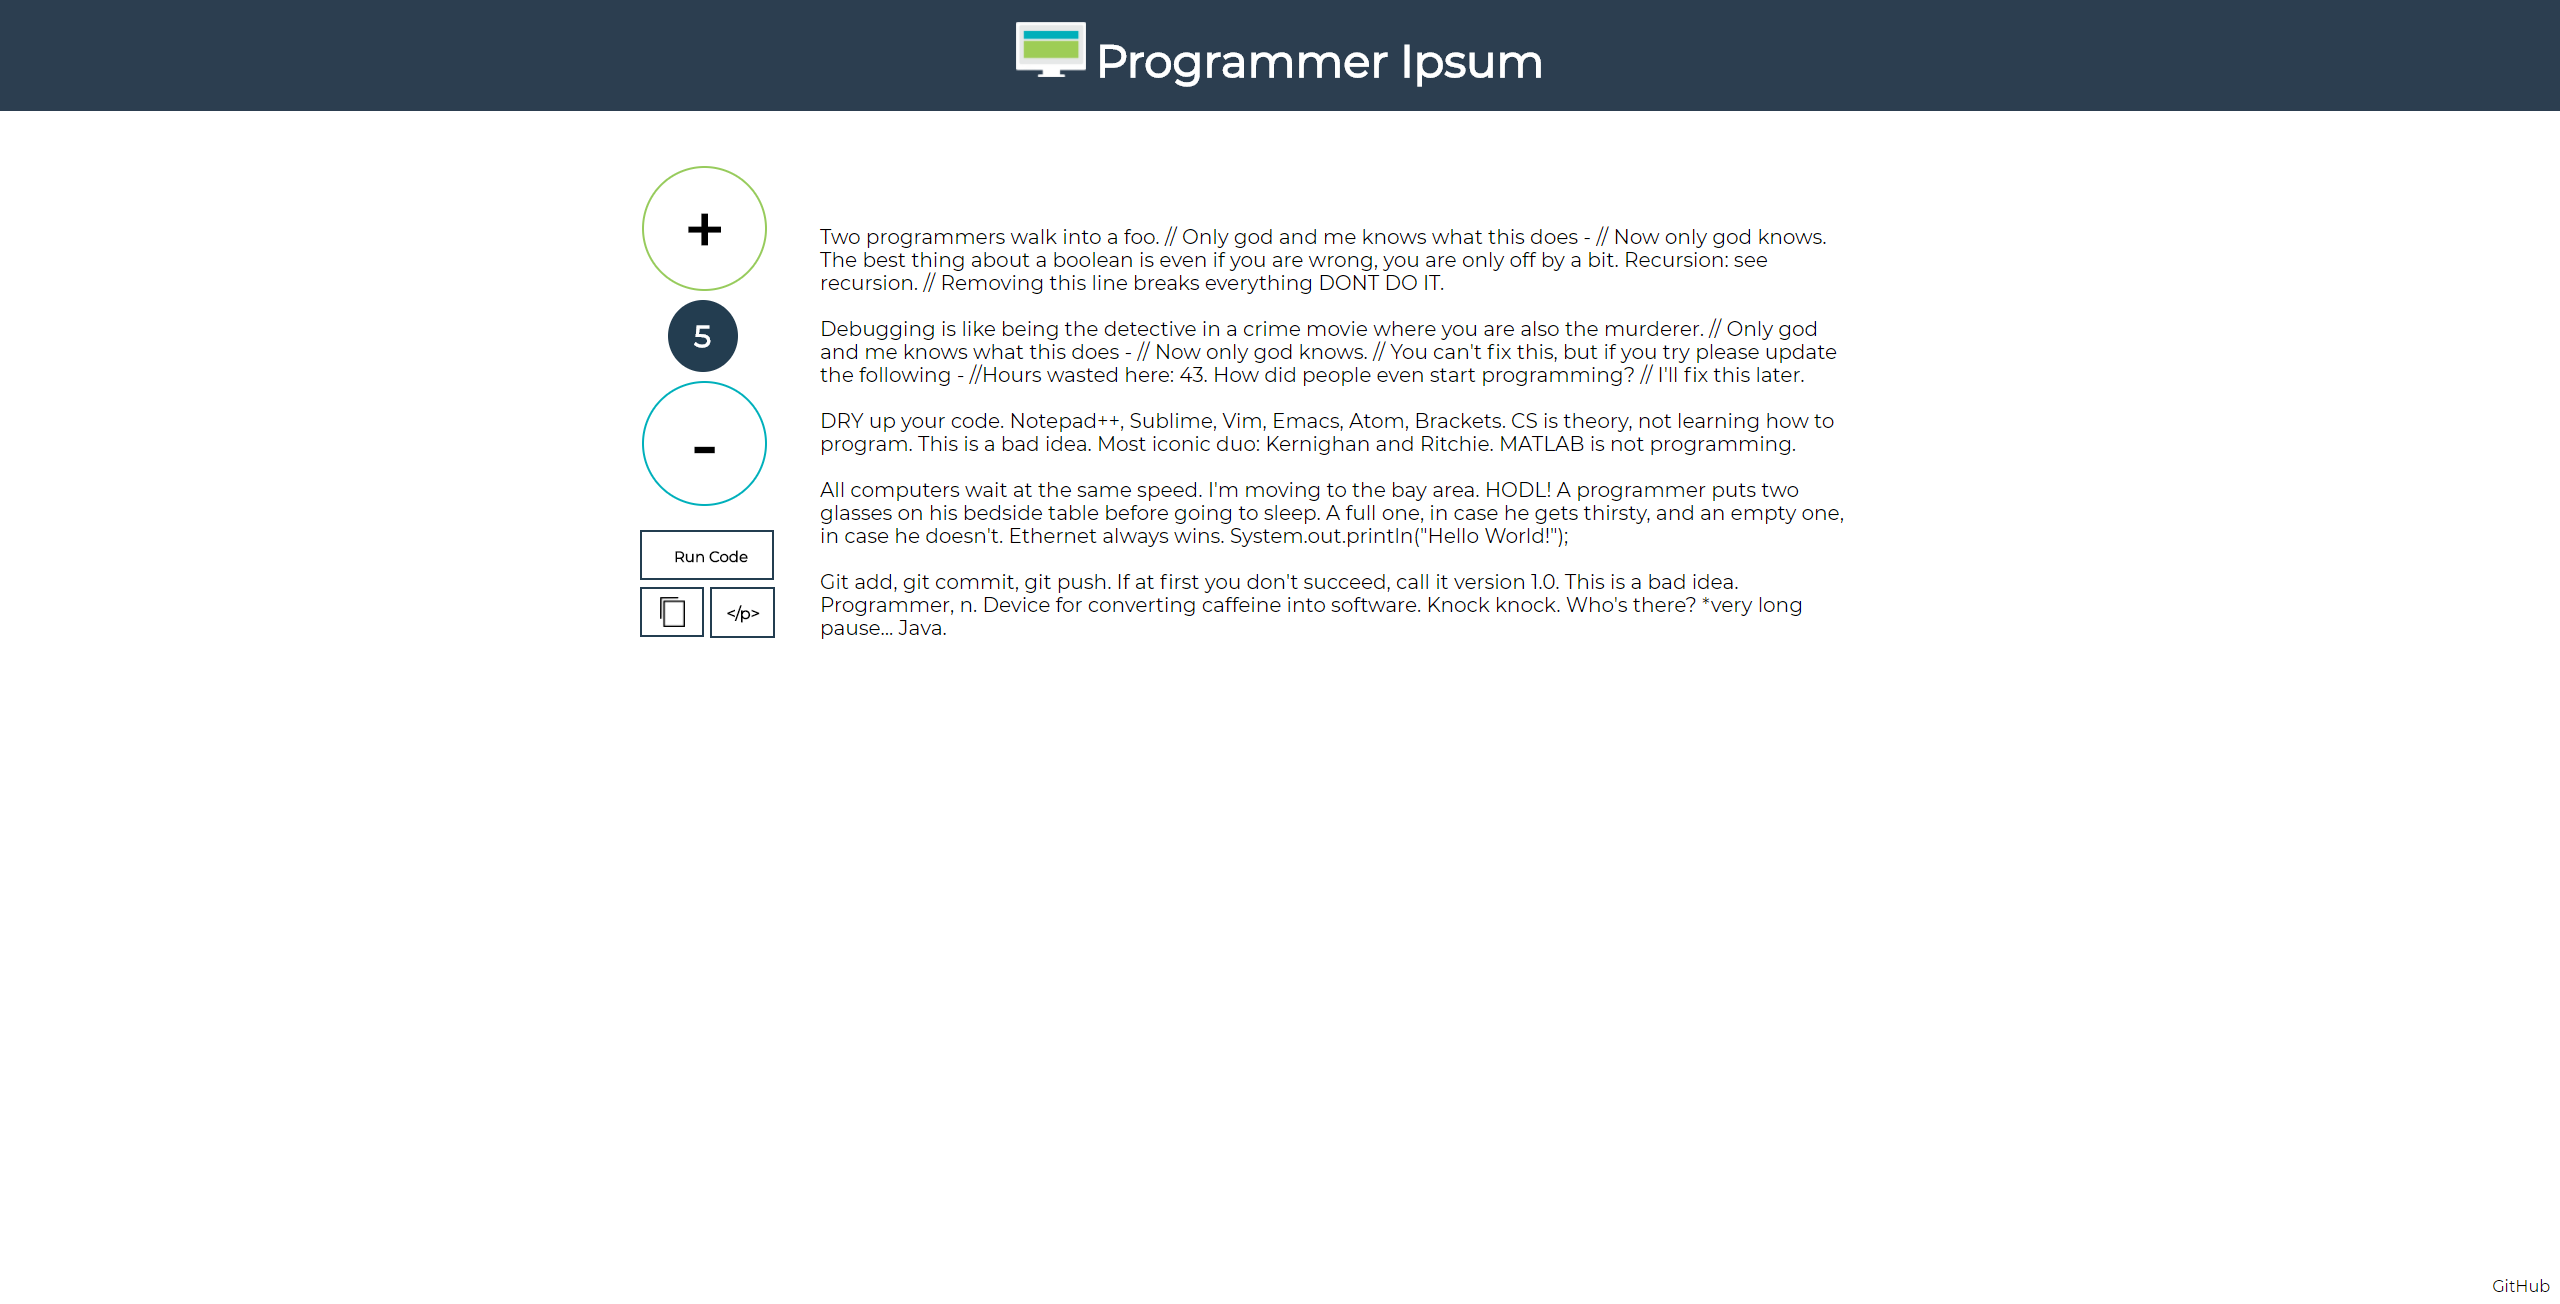 Programmer Ipsum
+
5
-
Run Code
</p>
Two programmers walk into a foo. // Only god and me knows what this does - // Now only god knows.
The best thing about a boolean is even if you are wrong, you are only off by a bit. Recursion: see
recursion. // Removing this line breaks everything DONT DO IT.
Debugging is like being the detective in a crime movie where you are also the murderer. // Only god
and me knows what this does - // Now only god knows. // You can't fix this, but if you try please update
the following - //Hours wasted here: 43. How did people even start programming? // I'll fix this later.
DRY up your code. Notepad++, Sublime, Vim, Emacs, Atom, Brackets. CS is theory, not learning how to
program. This is a bad idea. Most iconic duo: Kernighan and Ritchie. MATLAB is not programming.
All computers wait at the same speed. I'm moving to the bay area. HODL! A programmer puts two
glasses on his bedside table before going to sleep. A full one, in case he gets thirsty, and an empty one,
in case he doesn't. Ethernet always wins. System.out.println("Hello World!");
Git add, git commit, git push. If at first you don't succeed, call it version 1.0. This is a bad idea.
Programmer, n. Device for converting caffeine into software. Knock knock. Who's there? *very long
pause... Java.
GitHub